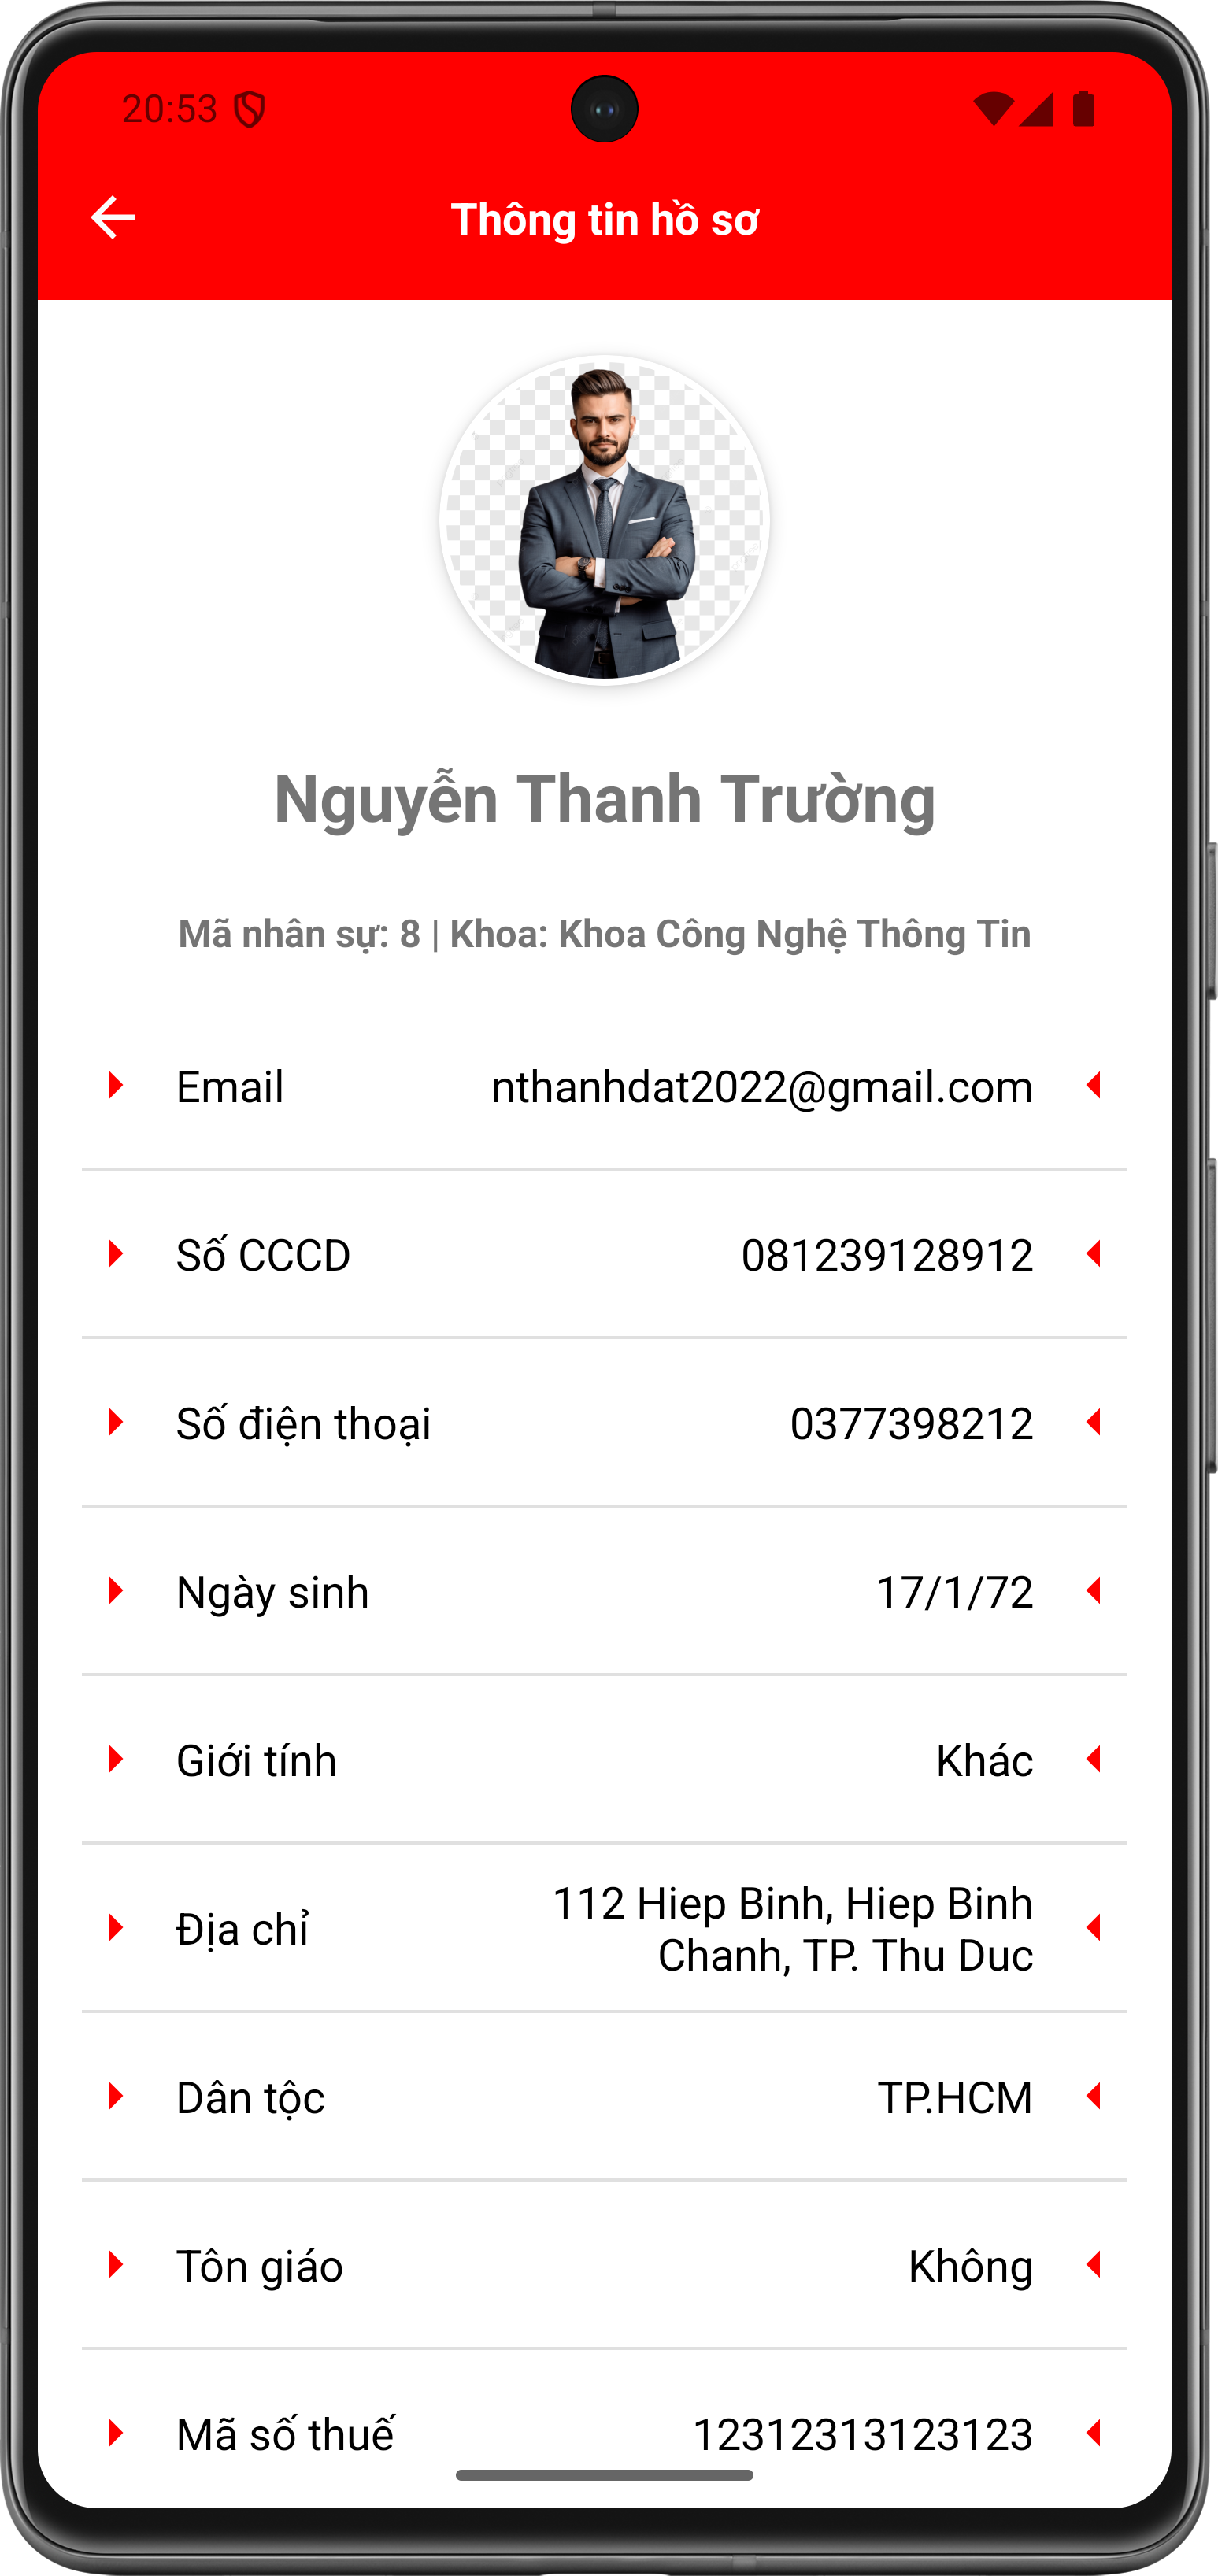 20:53
Thông tin hồ sơ
Nguyễn Thanh Trường
Mã nhân sự: 8 | Khoa: Khoa Công Nghệ Thông Tin
Email nthanhdat2022@gmail.com
Số CCCD 081239128912
Số điện thoại 0377398212
Ngày sinh 17/1/72
Giới tính Khác
Địa chỉ 112 Hiep Binh, Hiep Binh
Chanh, TP. Thu Duc
Dân tộc TP.HCM
Tôn giáo Không
Mã số thuế 12312313123123